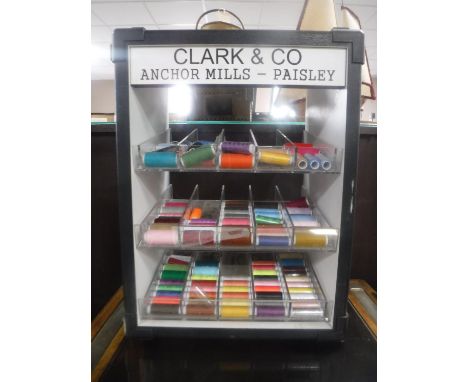 CLARK & CO
ANCHOR MILLS - PAISLEY